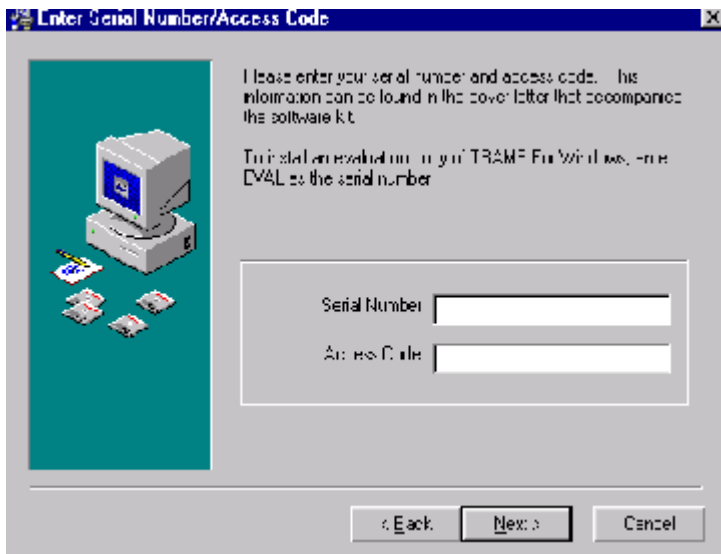 Enter Serial Number/Access Code
Please enter your serial number and access code. This
information can be found in the cover letter that accompanied
the software kit.
To install an evaluation copy of TRAMS For Windows, enter
EVAL as the serial number
Serial Number
Access Code
< Back
Next >
Cancel